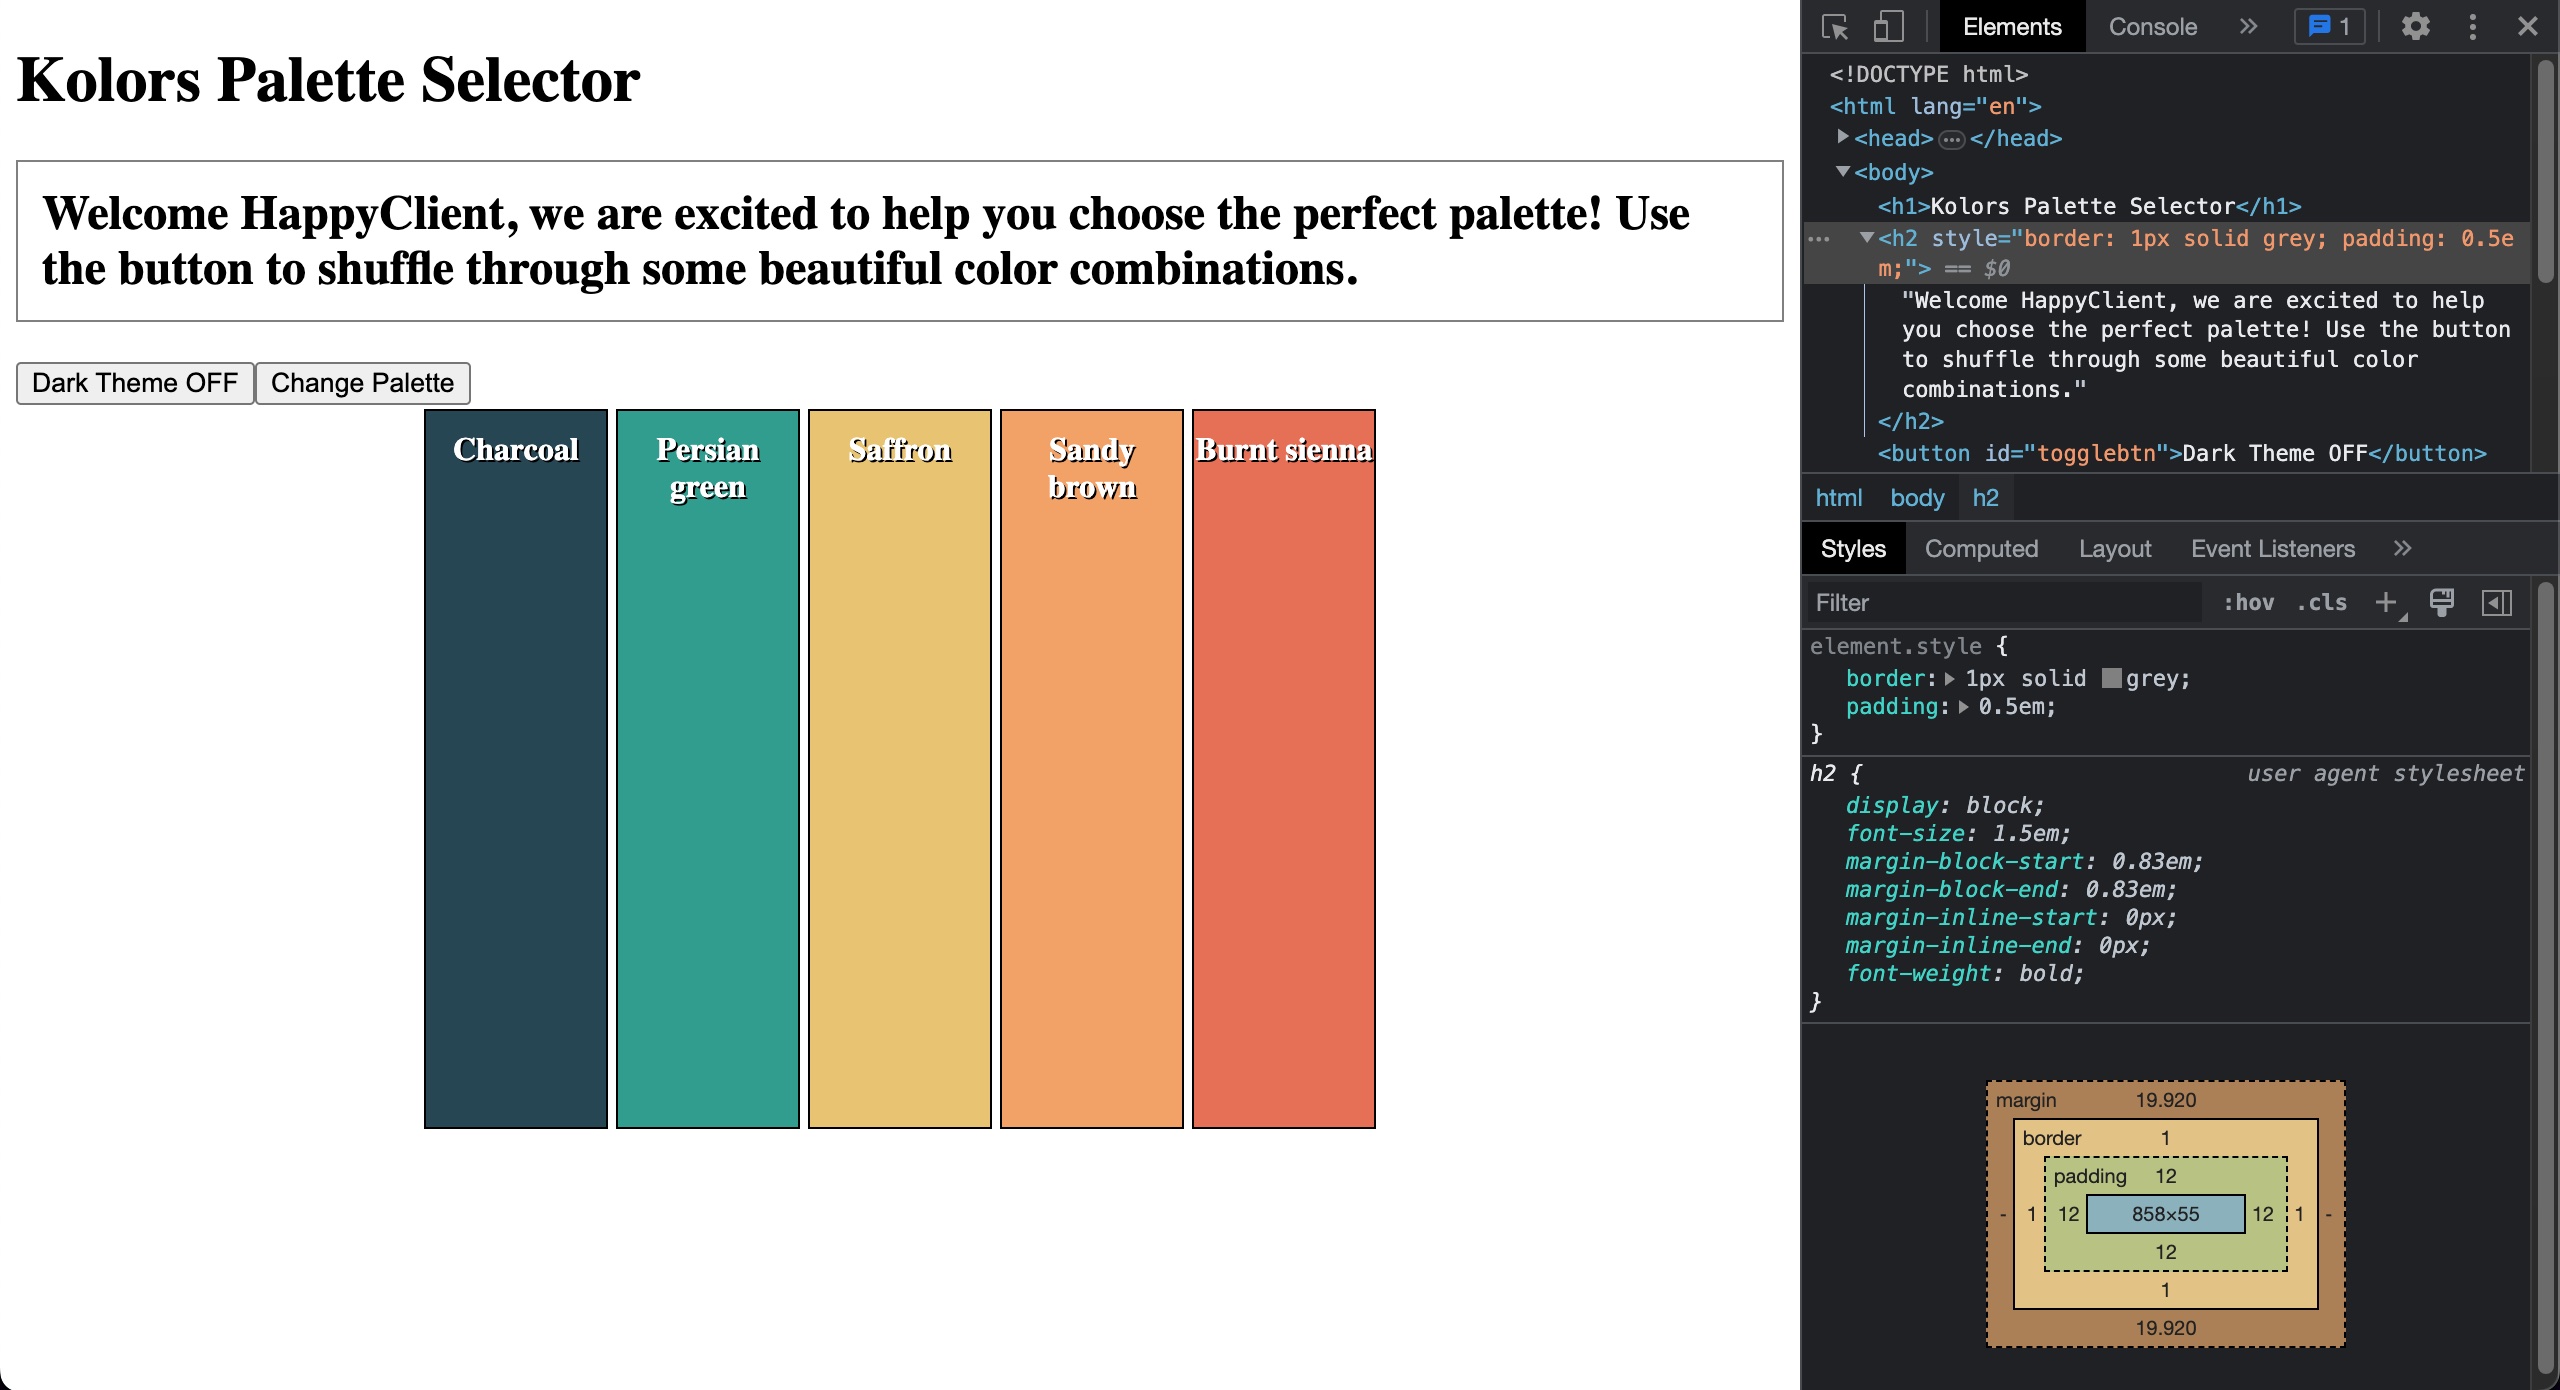 Kolors Palette Selector
Welcome HappyClient, we are excited to help you choose the perfect palette! Use
the button to shuffle through some beautiful color combinations.
Dark Theme OFF
Change Palette
Charcoal
Persian
green
Saffron
Sandy
brown
Burnt sienna
Elements
Console
1
<!DOCTYPE html>
<html lang="en">
<head>…</head>
<body>
<h1>Kolors Palette Selector</h1>
<h2 style="border: 1px solid grey; padding: 0.5e
m;"> == $0
"Welcome HappyClient, we are excited to help
you choose the perfect palette! Use the button
to shuffle through some beautiful color
combinations."
</h2>
<button id="togglebtn">Dark Theme OFF</button>
html body h2
Styles
Computed
Layout
Event Listeners
Filter
:hov
.cls
element.style {
border: 1px solid grey;
padding: 0.5em;
}
h2 {
user agent stylesheet
display: block;
font-size: 1.5em;
margin-block-start: 0.83em;
margin-block-end: 0.83em;
margin-inline-start: 0px;
margin-inline-end: 0px;
font-weight: bold;
}
margin 19.920
border 1
padding 12
- 1 12 858×55 12 1 -
12
1
19.920